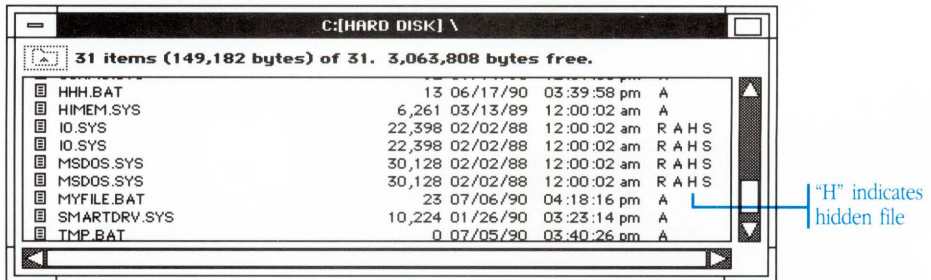 C:[HARD DISK] \
31 items (149,182 bytes) of 31. 3,063,808 bytes free.
HHH.BAT 13 06/17/90 03:39:58 pm A
HIMEM.SYS 6,261 03/13/89 12:00:02 am A
IO.SYS 22,398 02/02/88 12:00:02 am R A H S
IO.SYS 22,398 02/02/88 12:00:02 am R A H S
MSDOS.SYS 30,128 02/02/88 12:00:02 am R A H S
MSDOS.SYS 30,128 02/02/88 12:00:02 am R A H S
MYFILE.BAT 23 07/06/90 04:18:16 pm A
SMARTDRV.SYS 10,224 01/26/90 03:23:14 pm A
TMP.BAT 0 07/05/90 03:40:26 pm A
"H" indicates
hidden file